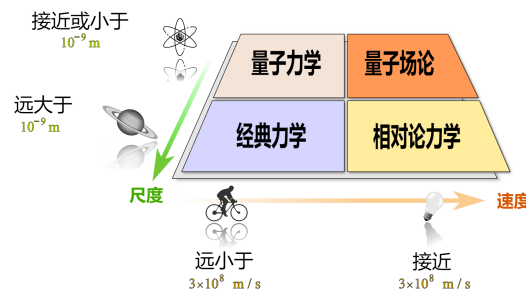 接近或小于
10⁻⁹ m
量子力学 量子场论
远大于
10⁻⁹ m
经典力学 相对论力学
尺度
速度
远小于 接近
3×10⁸ m/s 3×10⁸ m/s